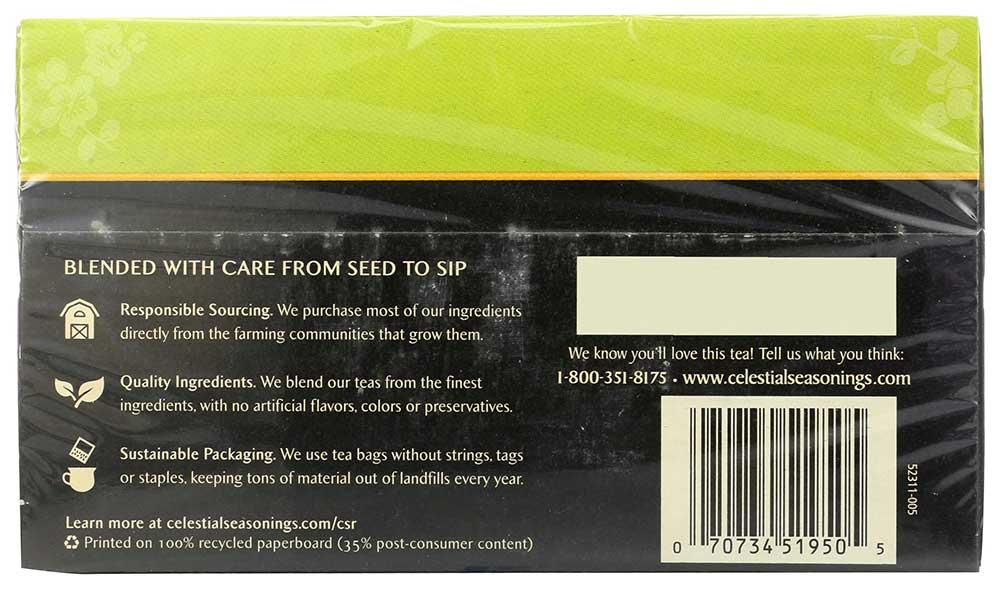 BLENDED WITH CARE FROM SEED TO SIP
Responsible Sourcing. We purchase most of our ingredients
directly from the farming communities that grow them.
Quality Ingredients. We blend our teas from the finest
ingredients, with no artificial flavors, colors or preservatives.
Sustainable Packaging. We use tea bags without strings, tags
or staples, keeping tons of material out of landfills every year.
Learn more at celestialseasonings.com/csr
Printed on 100% recycled paperboard (35% post-consumer content)
We know you'll love this tea! Tell us what you think:
1-800-351-8175 • www.celestialseasonings.com
0 70734 51950 5
52311-005